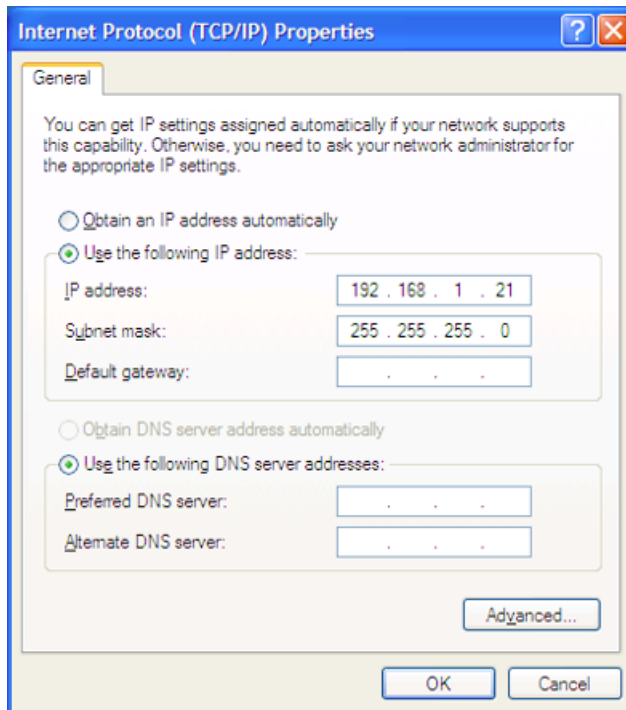 Internet Protocol (TCP/IP) Properties
General
You can get IP settings assigned automatically if your network supports
this capability. Otherwise, you need to ask your network administrator for
the appropriate IP settings.
Obtain an IP address automatically
Use the following IP address:
IP address: 192 . 168 . 1 . 21
Subnet mask: 255 . 255 . 255 . 0
Default gateway: . . .
Obtain DNS server address automatically
Use the following DNS server addresses:
Preferred DNS server: . . .
Alternate DNS server: . . .
Advanced...
OK Cancel